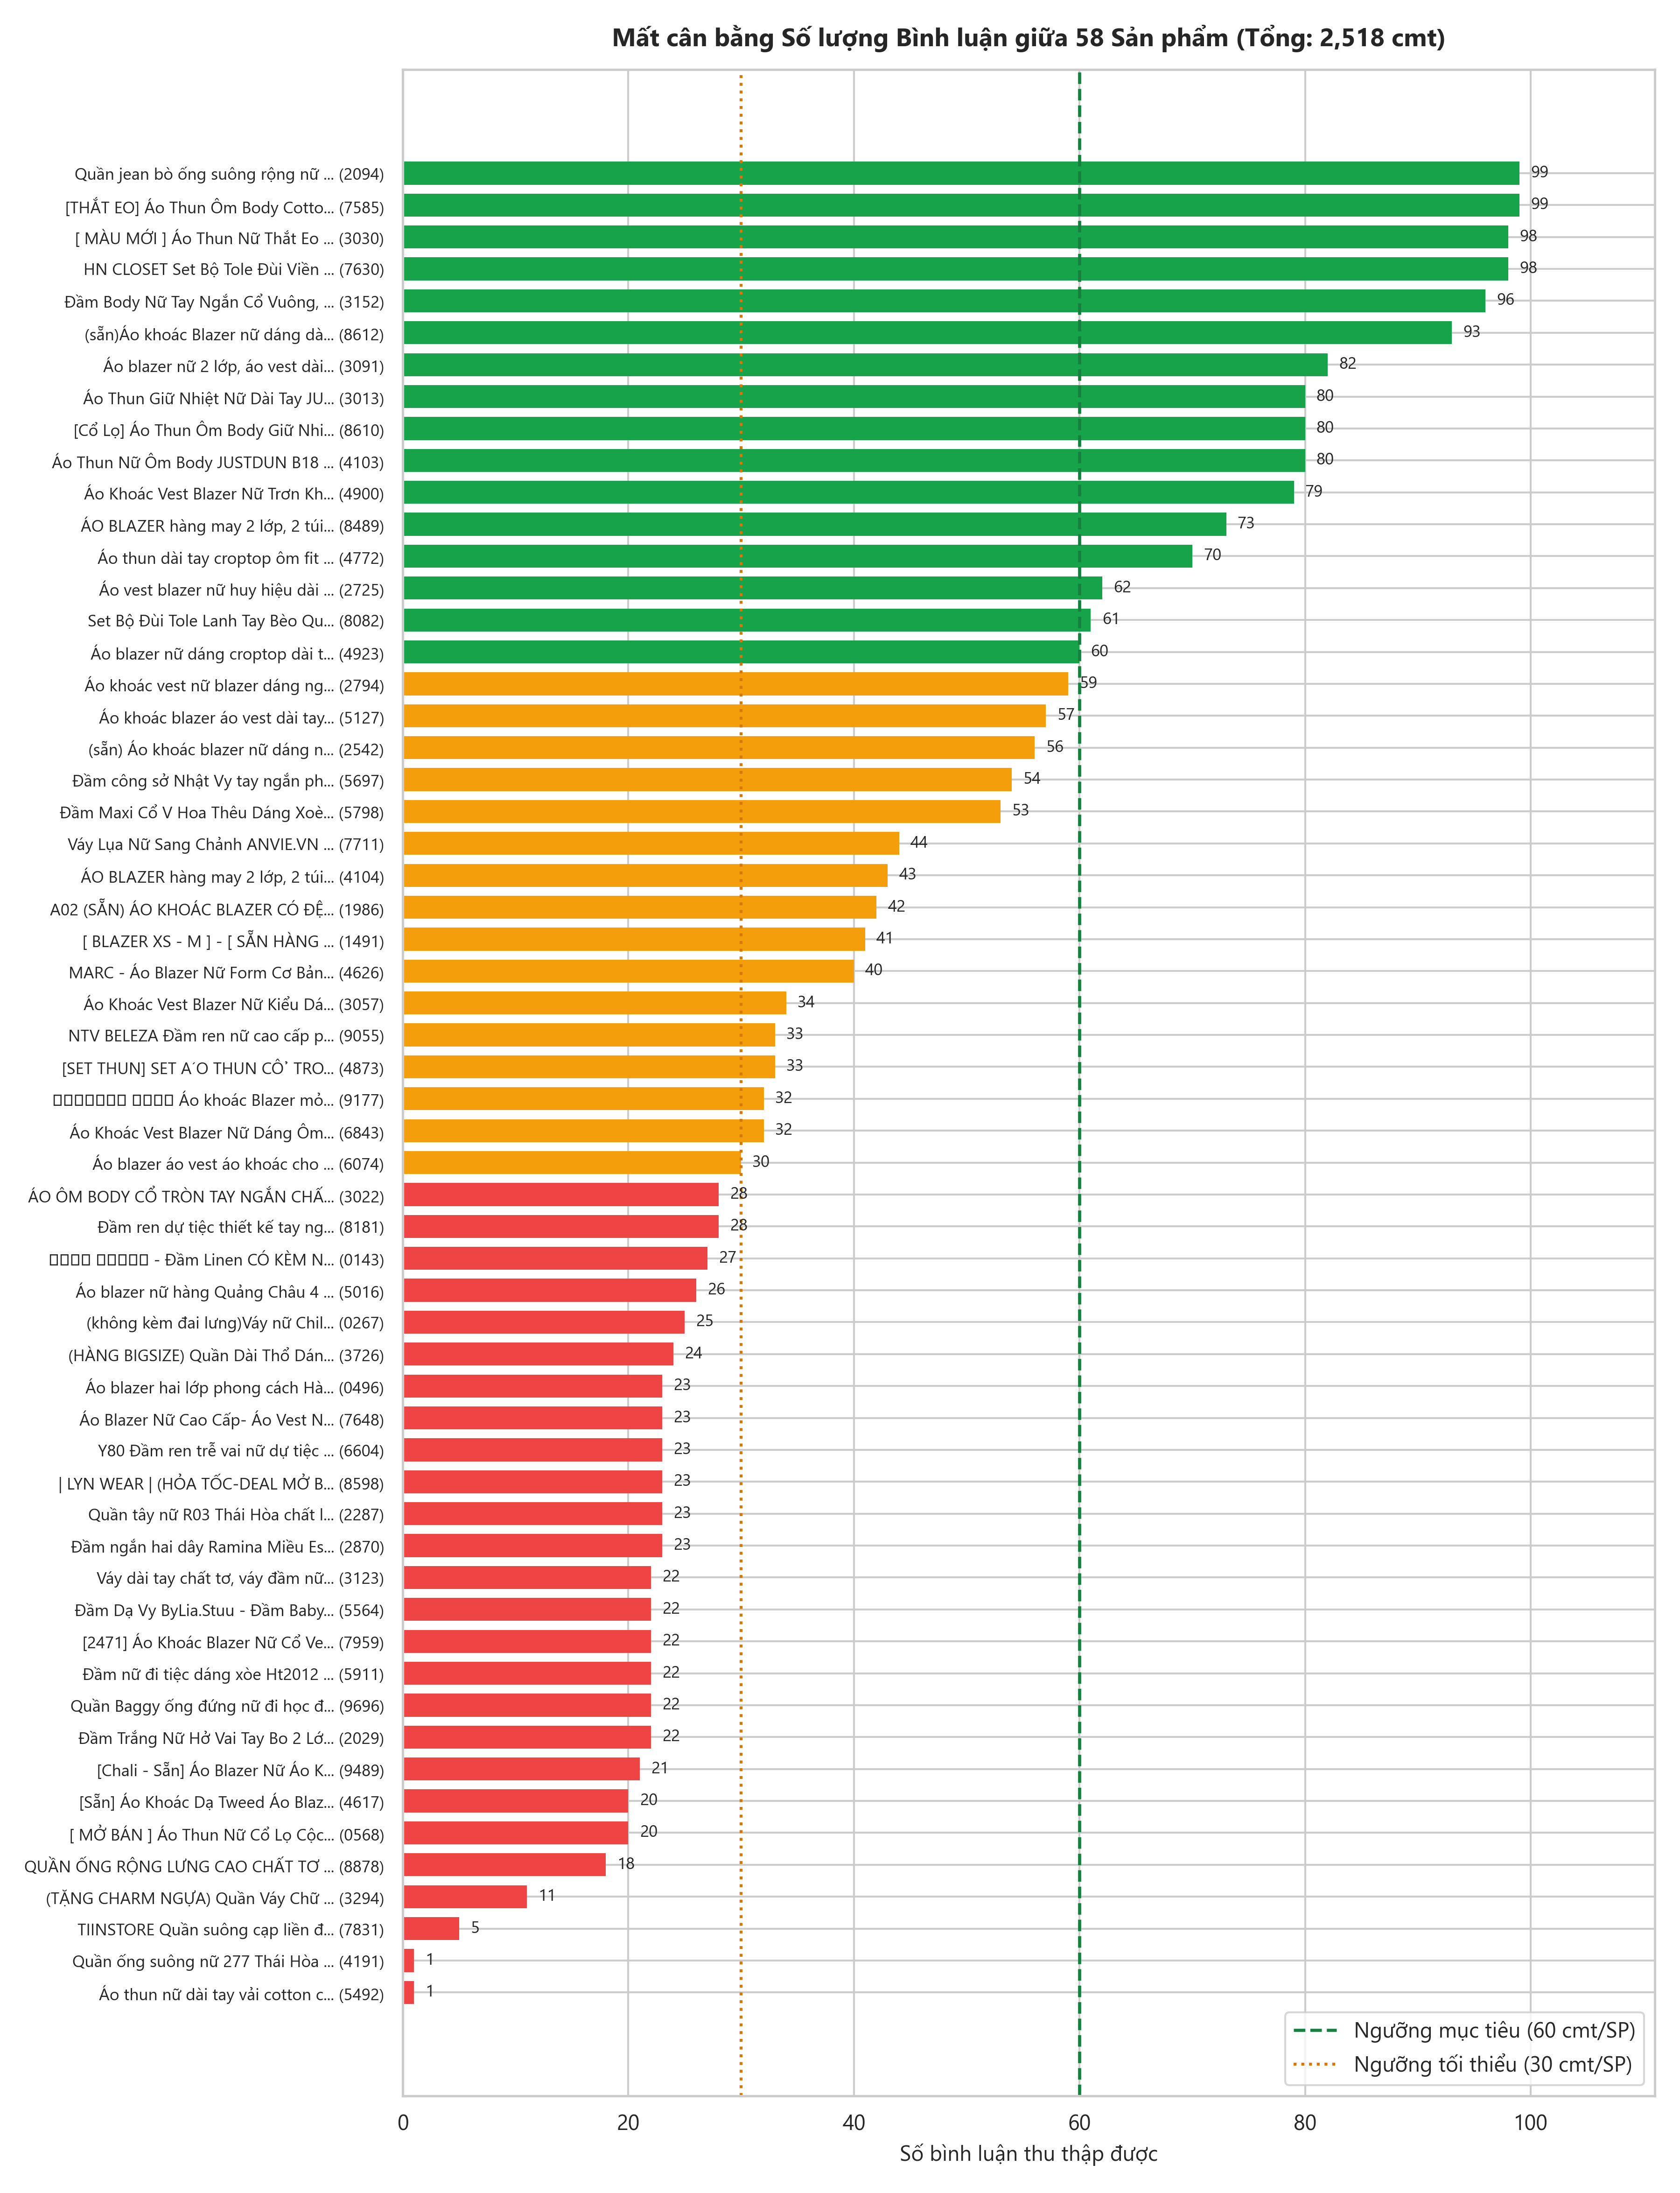 Mất cân bằng Số lượng Bình luận giữa 58 Sản phẩm (Tổng: 2,518 cmt)
Quần jean bò ống suông rộng nữ ... (2094) 99
[THẮT EO] Áo Thun Ôm Body Cotto... (7585) 99
[ MÀU MỚI ] Áo Thun Nữ Thắt Eo ... (3030) 98
HN CLOSET Set Bộ Tole Đùi Viền ... (7630) 98
Đầm Body Nữ Tay Ngắn Cổ Vuông, ... (3152) 96
(sẵn)Áo khoác Blazer nữ dáng dà... (8612) 93
Áo blazer nữ 2 lớp, áo vest dài... (3091) 82
Áo Thun Giữ Nhiệt Nữ Dài Tay JU... (3013) 80
[Cổ Lọ] Áo Thun Ôm Body Giữ Nhi... (8610) 80
Áo Thun Nữ Ôm Body JUSTDUN B18 ... (4103) 80
Áo Khoác Vest Blazer Nữ Trơn Kh... (4900) 79
ÁO BLAZER hàng may 2 lớp, 2 túi... (8489) 73
Áo thun dài tay croptop ôm fit ... (4772) 70
Áo vest blazer nữ huy hiệu dài ... (2725) 62
Set Bộ Đùi Tole Lanh Tay Bèo Qu... (8082) 61
Áo blazer nữ dáng croptop dài t... (4923) 60
Áo khoác vest nữ blazer dáng ng... (2794) 59
Áo khoác blazer áo vest dài tay... (5127) 57
(sẵn) Áo khoác blazer nữ dáng n... (2542) 56
Đầm công sở Nhật Vy tay ngắn ph... (5697) 54
Đầm Maxi Cổ V Hoa Thêu Dáng Xoè... (5798) 53
Váy Lụa Nữ Sang Chảnh ANVIE.VN ... (7711) 44
ÁO BLAZER hàng may 2 lớp, 2 túi... (4104) 43
A02 (SẴN) ÁO KHOÁC BLAZER CÓ ĐỆ... (1986) 42
[ BLAZER XS - M ] - [ SẴN HÀNG ... (1491) 41
MARC - Áo Blazer Nữ Form Cơ Bản... (4626) 40
Áo Khoác Vest Blazer Nữ Kiểu Dá... (3057) 34
NTV BELEZA Đầm ren nữ cao cấp p... (9055) 33
[SET THUN] SET A´O THUN CỔ TRO... (4873) 33
□□□□□□□ □□□□ Áo khoác Blazer mỏ... (9177) 32
Áo Khoác Vest Blazer Nữ Dáng Ôm... (6843) 32
Áo blazer áo vest áo khoác cho ... (6074) 30
ÁO ÔM BODY CỔ TRÒN TAY NGẮN CHẤ... (3022) 28
Đầm ren dự tiệc thiết kế tay ng... (8181) 28
□□□□ □□□□□ - Đầm Linen CÓ KÈM N... (0143) 27
Áo blazer nữ hàng Quảng Châu 4 ... (5016) 26
(không kèm đai lưng)Váy nữ Chil... (0267) 25
(HÀNG BIGSIZE) Quần Dài Thổ Dán... (3726) 24
Áo blazer hai lớp phong cách Hà... (0496) 23
Áo Blazer Nữ Cao Cấp- Áo Vest N... (7648) 23
Y80 Đầm ren trễ vai nữ dự tiệc ... (6604) 23
| LYN WEAR | (HỎA TỐC-DEAL MỞ B... (8598) 23
Quần tây nữ R03 Thái Hòa chất l... (2287) 23
Đầm ngắn hai dây Ramina Miều Es... (2870) 23
Váy dài tay chất tơ, váy đầm nữ... (3123) 22
Đầm Dạ Vy ByLia.Stuu - Đầm Baby... (5564) 22
[2471] Áo Khoác Blazer Nữ Cổ Ve... (7959) 22
Đầm nữ đi tiệc dáng xòe Ht2012 ... (5911) 22
Quần Baggy ống đứng nữ đi học đ... (9696) 22
Đầm Trắng Nữ Hở Vai Tay Bo 2 Lớ... (2029) 22
[Chali - Sẵn] Áo Blazer Nữ Áo K... (9489) 21
[Sẵn] Áo Khoác Dạ Tweed Áo Blaz... (4617) 20
[ MỞ BÁN ] Áo Thun Nữ Cổ Lọ Cộc... (0568) 20
QUẦN ỐNG RỘNG LƯNG CAO CHẤT TƠ ... (8878) 18
(TẶNG CHARM NGỰA) Quần Váy Chữ ... (3294) 11
TIINSTORE Quần suông cạp liền đ... (7831) 5
Quần ống suông nữ 277 Thái Hòa ... (4191) 1
Áo thun nữ dài tay vải cotton c... (5492) 1
Ngưỡng mục tiêu (60 cmt/SP)
Ngưỡng tối thiểu (30 cmt/SP)
0 20 40 60 80 100
Số bình luận thu thập được